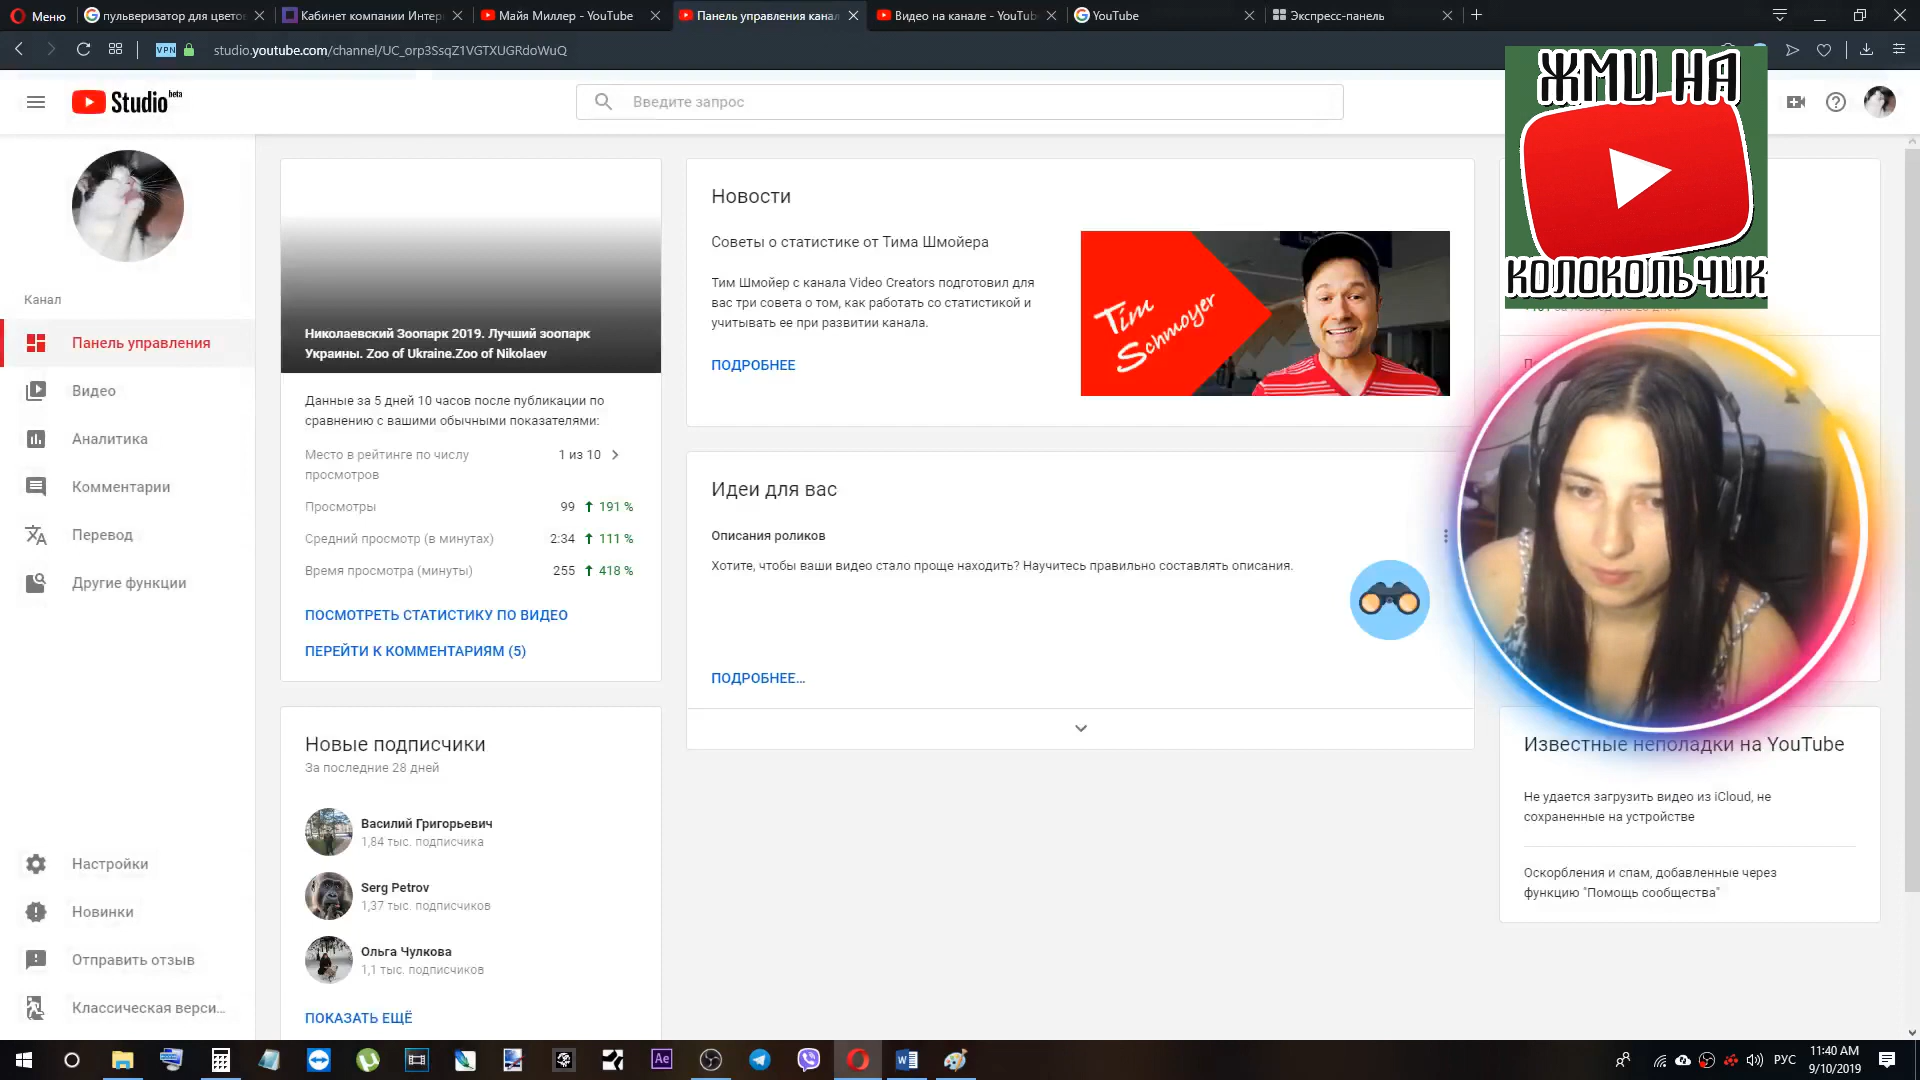 Меню
пульверизатор для цвето
Кабинет компании Интер
Майя Миллер - YouTube
Панель управления кана
Видео на канале - YouTub
YouTube
Экспресс-панель
VPN
studio.youtube.com/channel/UC_orp3SsqZ1VGTXUGRdoWuQ
Studio beta
Введите запрос
ЖМИ НА
КОЛОКОЛЬЧИК
Канал
Панель управления
Видео
Аналитика
Комментарии
Перевод
Другие функции
Настройки
Новинки
Отправить отзыв
Классическая верси...
Николаевский Зоопарк 2019. Лучший зоопарк
Украины. Zoo of Ukraine.Zoo of Nikolaev
Данные за 5 дней 10 часов после публикации по
сравнению с вашими обычными показателями:
Место в рейтинге по числу
просмотров
1 из 10
Просмотры 99 191 %
Средний просмотр (в минутах) 2:34 111 %
Время просмотра (минуты) 255 418 %
ПОСМОТРЕТЬ СТАТИСТИКУ ПО ВИДЕО
ПЕРЕЙТИ К КОММЕНТАРИЯМ (5)
Новые подписчики
За последние 28 дней
Василий Григорьевич
1,84 тыс. подписчика
Serg Petrov
1,37 тыс. подписчиков
Ольга Чулкова
1,1 тыс. подписчиков
ПОКАЗАТЬ ЕЩЁ
Новости
Советы о статистике от Тима Шмойера
Тим Шмойер с канала Video Creators подготовил для
вас три совета о том, как работать со статистикой и
учитывать ее при развитии канала.
ПОДРОБНЕЕ
Tim
Schmoyer
Идеи для вас
Описания роликов
Хотите, чтобы ваши видео стало проще находить? Научитесь правильно составлять описания.
ПОДРОБНЕЕ...
Известные неполадки на YouTube
Не удается загрузить видео из iCloud, не
сохраненные на устройстве
Оскорбления и спам, добавленные через
функцию "Помощь сообщества"
Ae
РУС
11:40 AM
9/10/2019